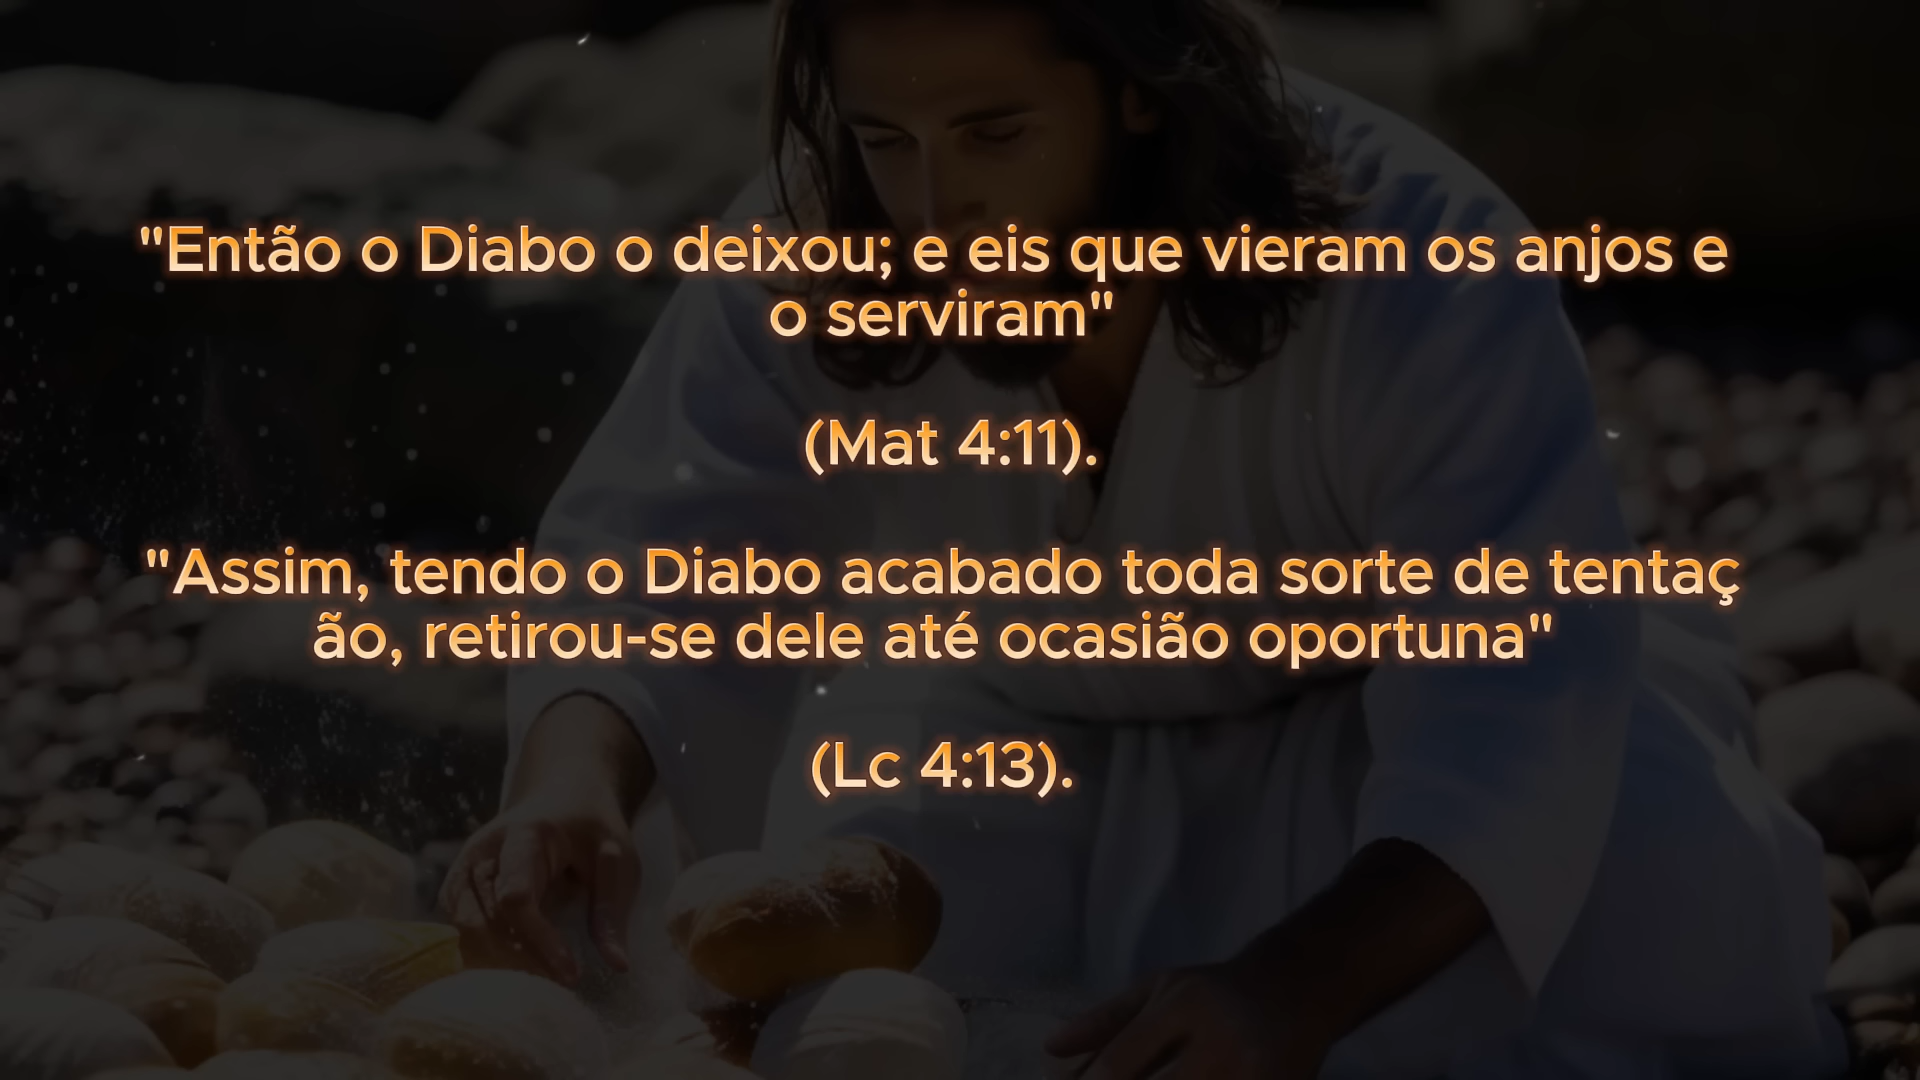 "Então o Diabo o deixou; e eis que vieram os anjos e
o serviram"
(Mat 4:11).
"Assim, tendo o Diabo acabado toda sorte de tentaç
ão, retirou-se dele até ocasião oportuna"
(Lc 4:13).